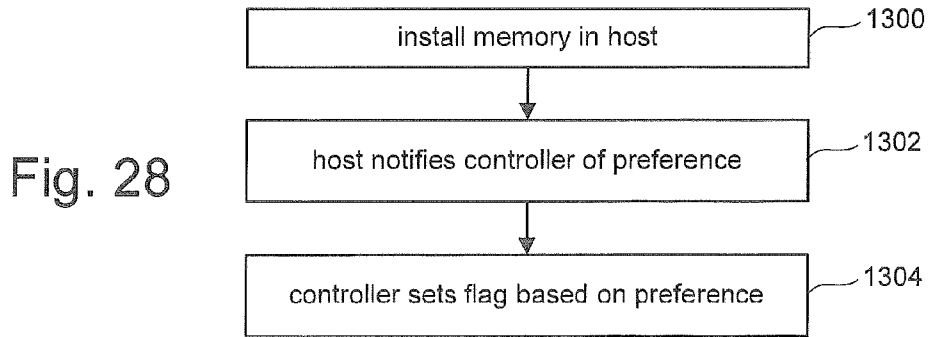 install memory in host
1300
host notifies controller of preference
1302
Fig. 28
controller sets flag based on preference
1304